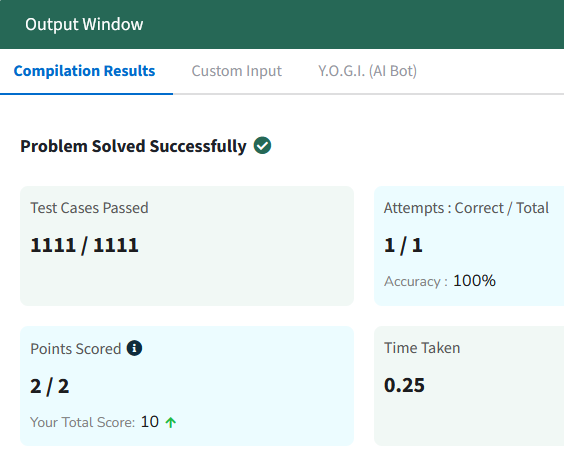 Output Window
Compilation Results Custom Input Y.O.G.I. (AI Bot)
Problem Solved Successfully
Test Cases Passed
1111 / 1111
Attempts : Correct / Total
1 / 1
Accuracy : 100%
Points Scored
2 / 2
Your Total Score: 10
Time Taken
0.25